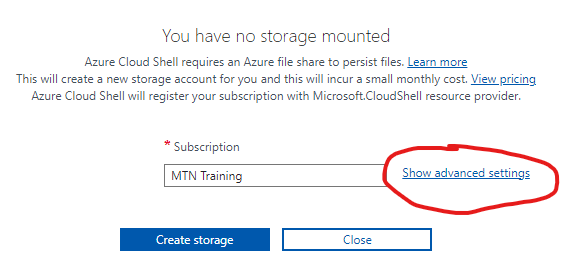 You have no storage mounted
Azure Cloud Shell requires an Azure file share to persist files. Learn more
This will create a new storage account for you and this will incur a small monthly cost. View pricing
Azure Cloud Shell will register your subscription with Microsoft.CloudShell resource provider.
* Subscription
MTN Training
Show advanced settings
Create storage
Close